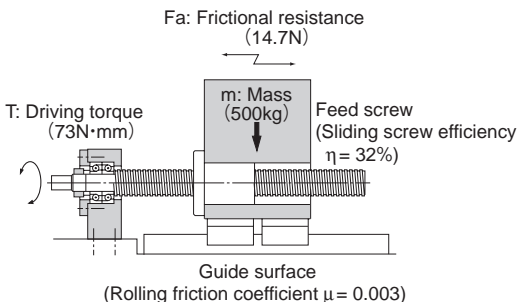 Fa: Frictional resistance
(14.7N)
m: Mass
(500kg)
T: Driving torque
(73N･mm)
Feed screw
(Sliding screw efficiency
η= 32%)
Guide surface
(Rolling friction coefficient μ= 0.003)